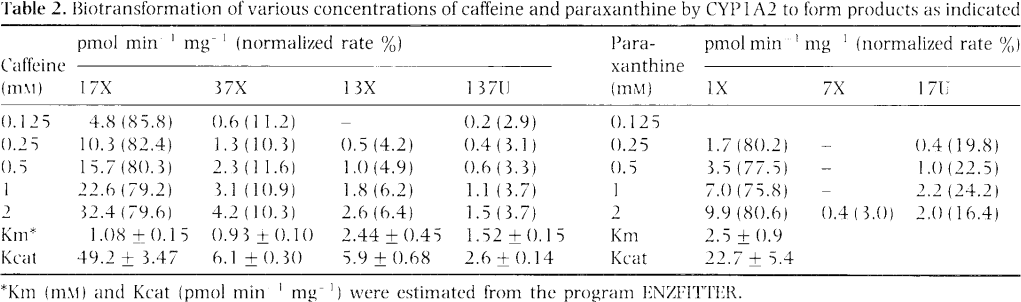 Table 2. Biotransformation of various concentrations of caffeine and paraxanthine by CYP1A2 to form products as indicated
Caffeine (mM) pmol min⁻¹ mg⁻¹ (normalized rate %) Para-xanthine (mM) pmol min⁻¹ mg⁻¹ (normalized rate %)
17X 37X 13X 137U 1X 7X 17U
0.125 4.8 (85.8) 0.6 (11.2) – 0.2 (2.9) 0.125
0.25 10.3 (82.4) 1.3 (10.3) 0.5 (4.2) 0.4 (3.1) 0.25 1.7 (80.2) – 0.4 (19.8)
0.5 15.7 (80.3) 2.3 (11.6) 1.0 (4.9) 0.6 (3.3) 0.5 3.5 (77.5) – 1.0 (22.5)
1 22.6 (79.2) 3.1 (10.9) 1.8 (6.2) 1.1 (3.7) 1 7.0 (75.8) – 2.2 (24.2)
2 32.4 (79.6) 4.2 (10.3) 2.6 (6.4) 1.5 (3.7) 2 9.9 (80.6) 0.4 (3.0) 2.0 (16.4)
Km* 1.08 ± 0.15 0.93 ± 0.10 2.44 ± 0.45 1.52 ± 0.15 Km 2.5 ± 0.9
Kcat 49.2 ± 3.47 6.1 ± 0.30 5.9 ± 0.68 2.6 ± 0.14 Kcat 22.7 ± 5.4
*Km (mM) and Kcat (pmol min⁻¹ mg⁻¹) were estimated from the program ENZFITTER.